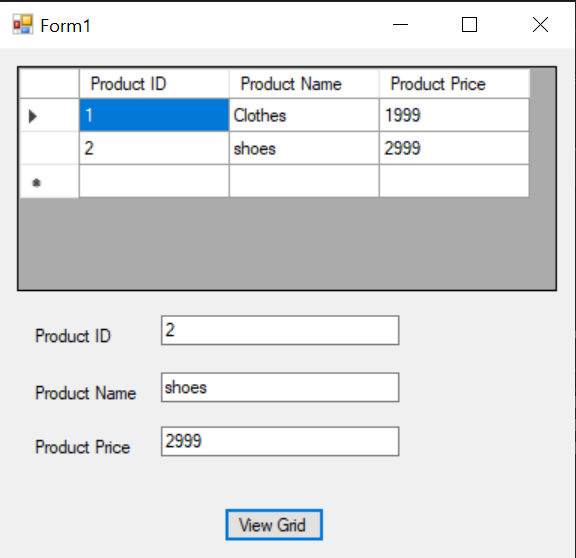 Form1
Product ID Product Name Product Price
1 Clothes 1999
2 shoes 2999
Product ID 2
Product Name shoes
Product Price 2999
View Grid